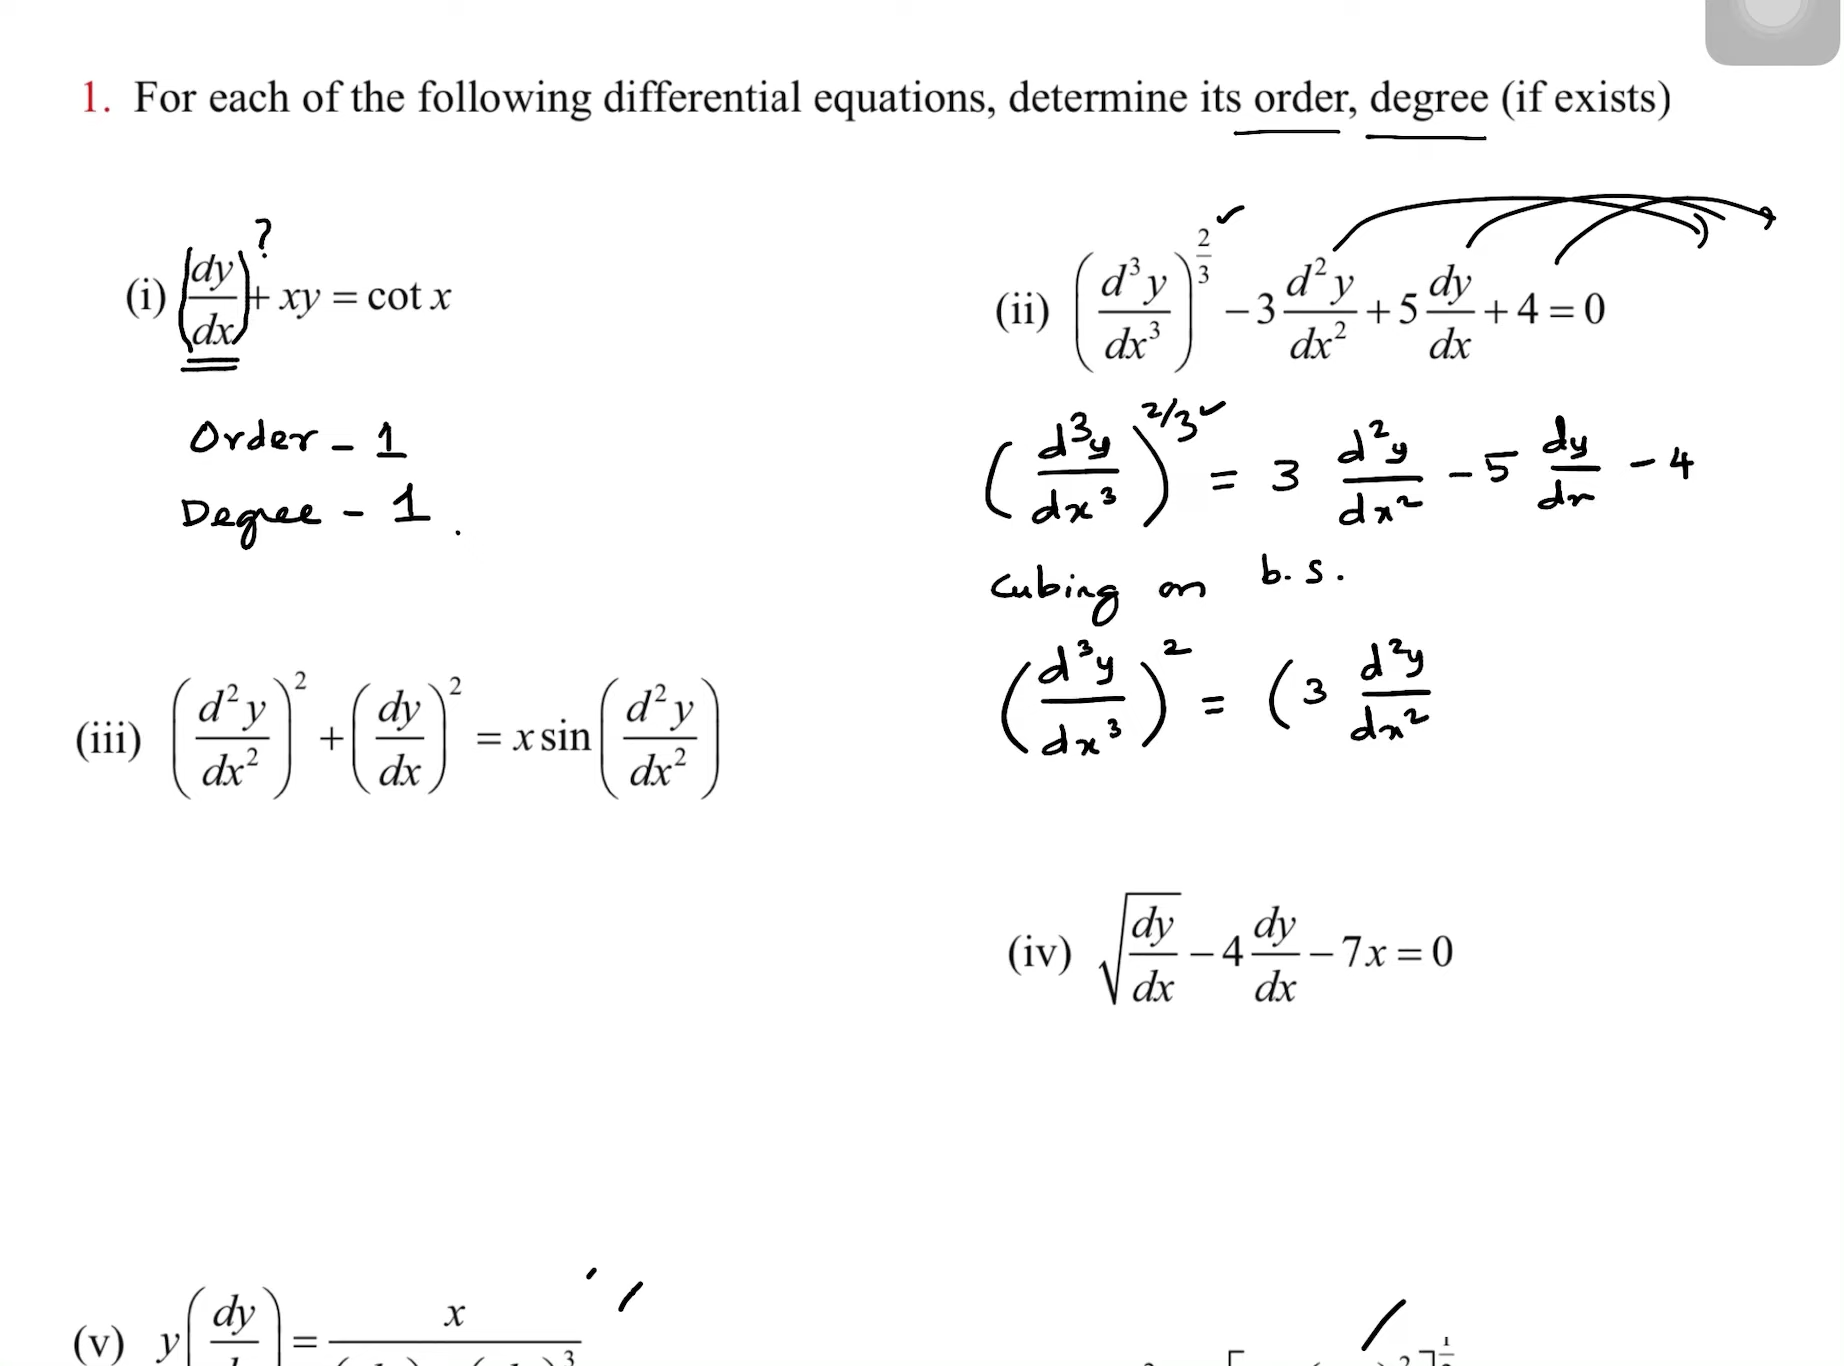 1. For each of the following differential equations, determine its order, degree (if exists)
(i) (dy/dx)^? + xy = cot x
Order - 1
Degree - 1.
(ii) (d³y/dx³)^(2/3) - 3 d²y/dx² + 5 dy/dx + 4 = 0
(d³y/dx³)^(2/3) = 3 d²y/dx² - 5 dy/dx - 4
cubing on b.s.
(d³y/dx³)² = (3 d²y/dx²
(iii) (d²y/dx²)² + (dy/dx)² = x sin(d²y/dx²)
(iv) √(dy/dx) - 4 dy/dx - 7x = 0
(v) y(dy = x